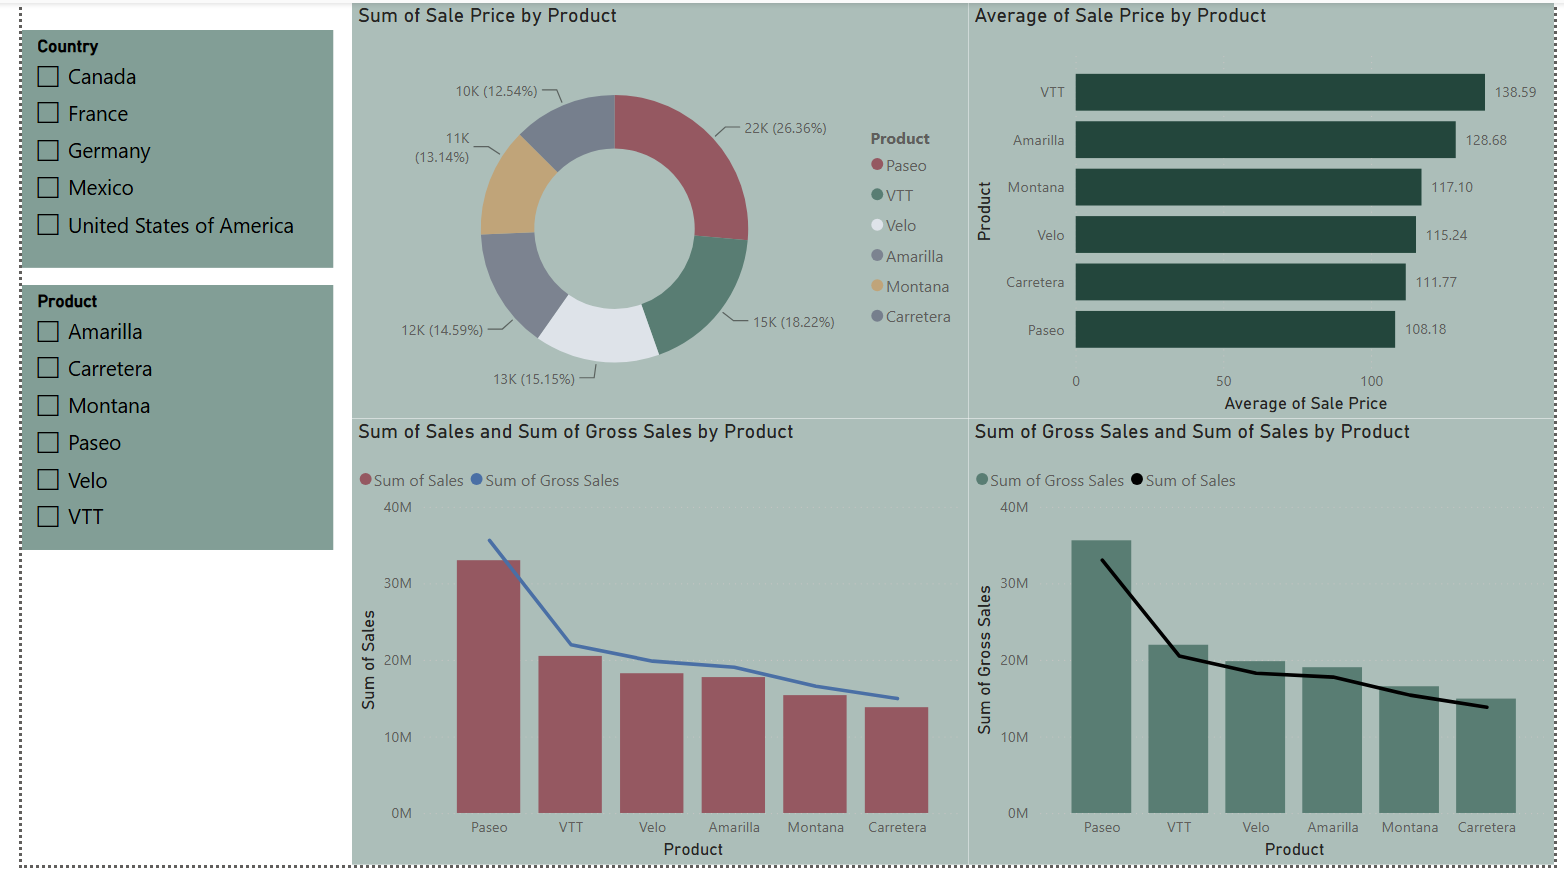 Country
Canada
France
Germany
Mexico
United States of America
Product
Amarilla
Carretera
Montana
Paseo
Velo
VTT
Sum of Sale Price by Product
10K (12.54%)
22K (26.36%)
11K
(13.14%)
12K (14.59%)
15K (18.22%)
13K (15.15%)
Product
Paseo
VTT
Velo
Amarilla
Montana
Carretera
Average of Sale Price by Product
Product
VTT 138.59
Amarilla 128.68
Montana 117.10
Velo 115.24
Carretera 111.77
Paseo 108.18
0 50 100
Average of Sale Price
Sum of Sales and Sum of Gross Sales by Product
Sum of Sales Sum of Gross Sales
Sum of Sales
40M
30M
20M
10M
0M
Paseo VTT Velo Amarilla Montana Carretera
Product
Sum of Gross Sales and Sum of Sales by Product
Sum of Gross Sales Sum of Sales
Sum of Gross Sales
40M
30M
20M
10M
0M
Paseo VTT Velo Amarilla Montana Carretera
Product